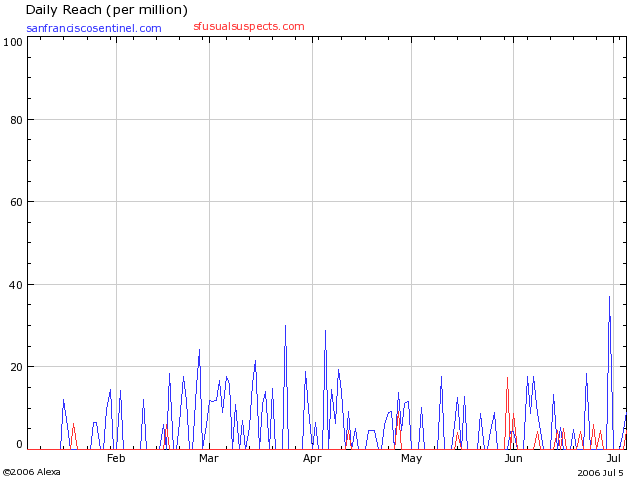 Daily Reach (per million)
sanfranciscosentinel.com sfusualsuspects.com
100
80
60
40
20
0
Feb Mar Apr May Jun Jul
©2006 Alexa 2006 Jul 5